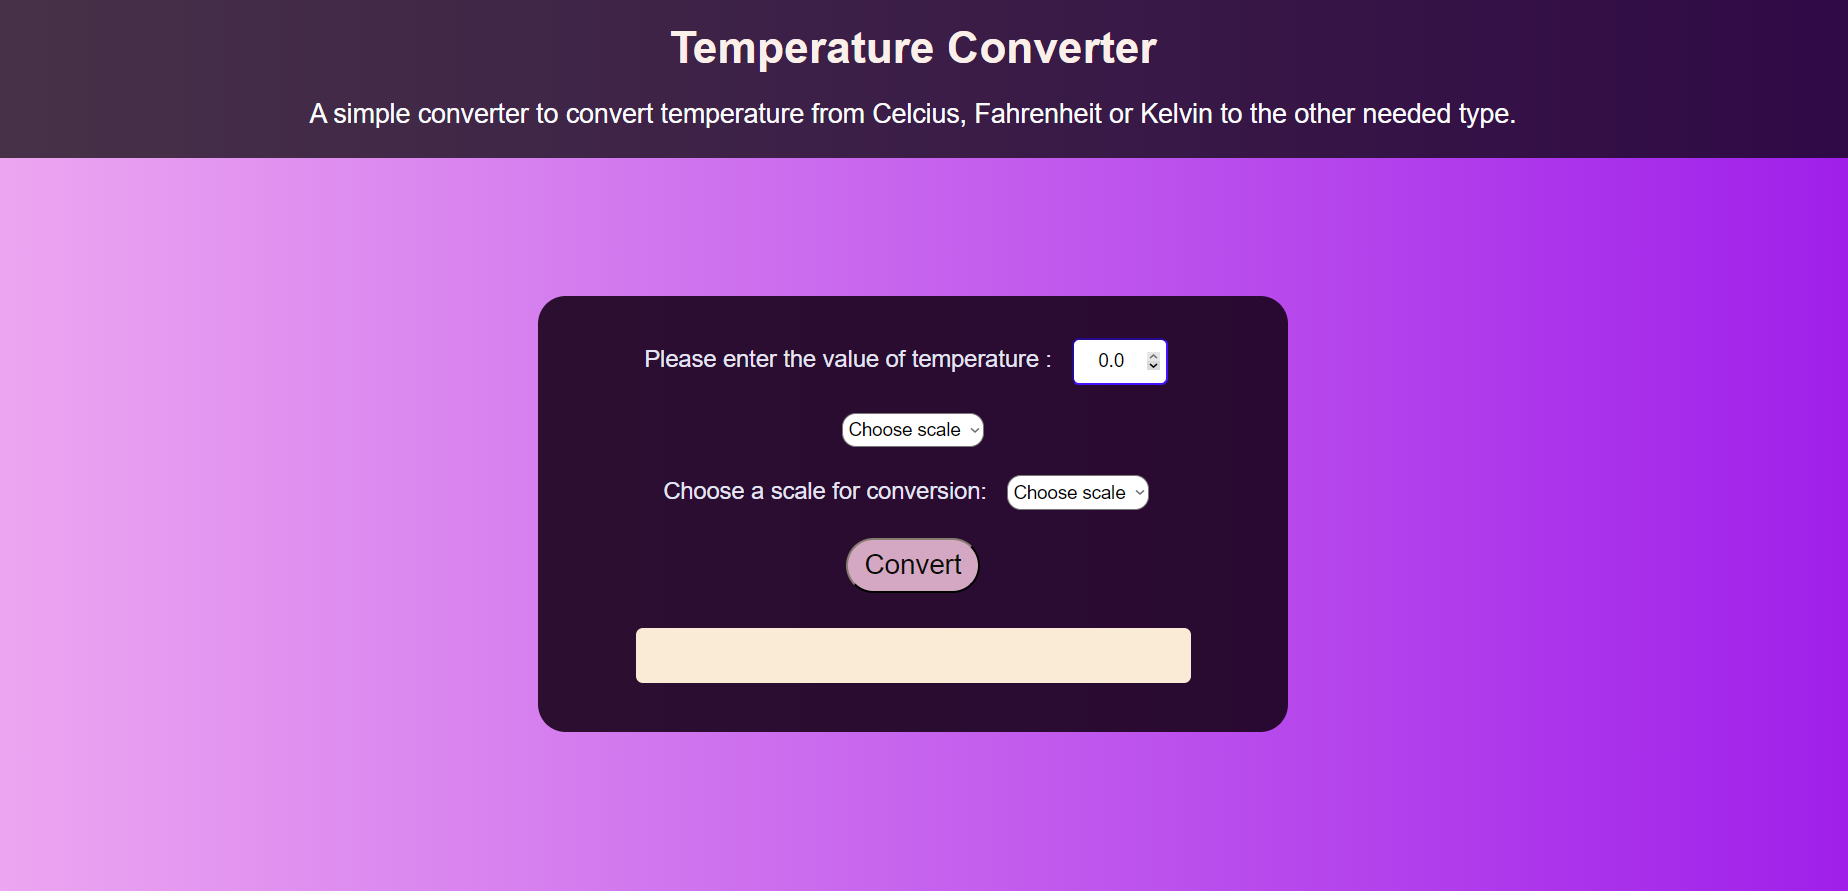 Temperature Converter
A simple converter to convert temperature from Celcius, Fahrenheit or Kelvin to the other needed type.
Please enter the value of temperature : 0.0
Choose scale
Choose a scale for conversion: Choose scale
Convert